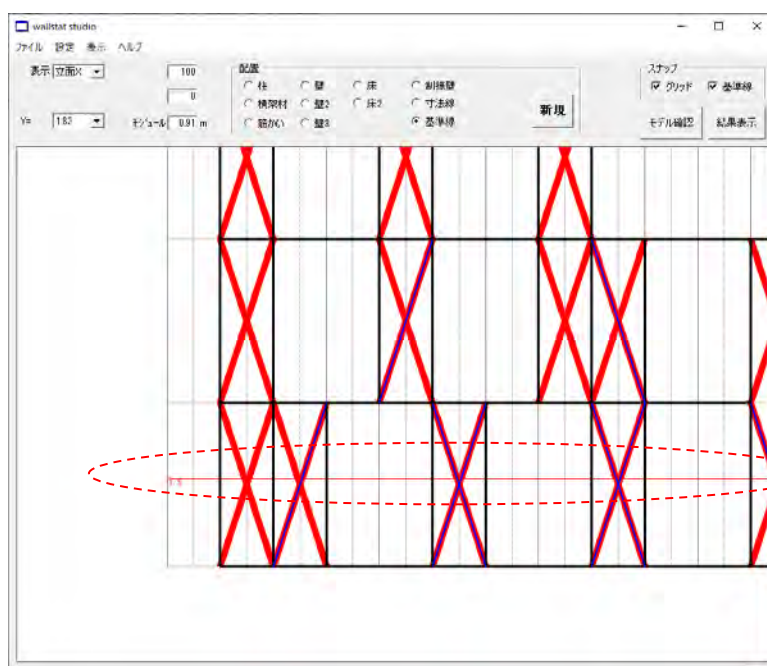 wallstat studio
ファイル 設定 表示 ヘルプ
表示 立面X
100
0
Y= 1.82
モジュール 0.91 m
配置
柱 壁 床 制振壁
横架材 壁2 床2 寸法線
筋かい 壁3 基準線
新規
スナップ
グリッド 基準線
モデル確認 結果表示